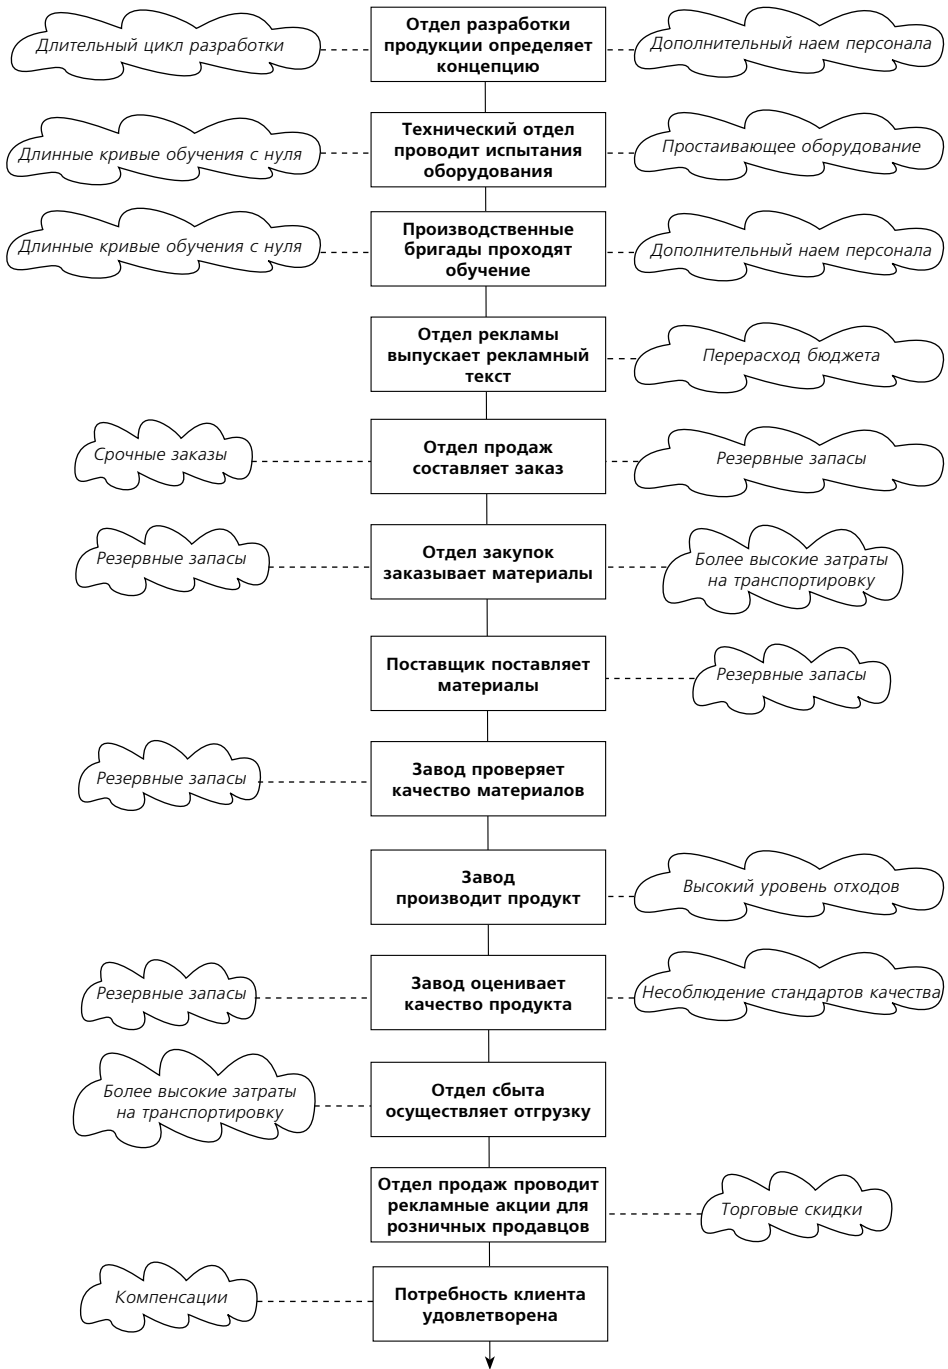 Длительный цикл разработки
Отдел разработки
продукции определяет
концепцию
Дополнительный наем персонала
Длинные кривые обучения с нуля
Технический отдел
проводит испытания
оборудования
Простаивающее оборудование
Длинные кривые обучения с нуля
Производственные
бригады проходят
обучение
Дополнительный наем персонала
Отдел рекламы
выпускает рекламный
текст
Перерасход бюджета
Срочные заказы
Отдел продаж
составляет заказ
Резервные запасы
Резервные запасы
Отдел закупок
заказывает материалы
Более высокие затраты
на транспортировку
Поставщик поставляет
материалы
Резервные запасы
Резервные запасы
Завод проверяет
качество материалов
Завод
производит продукт
Высокий уровень отходов
Резервные запасы
Завод оценивает
качество продукта
Несоблюдение стандартов качества
Более высокие затраты
на транспортировку
Отдел сбыта
осуществляет отгрузку
Отдел продаж проводит
рекламные акции для
розничных продавцов
Торговые скидки
Компенсации
Потребность клиента
удовлетворена